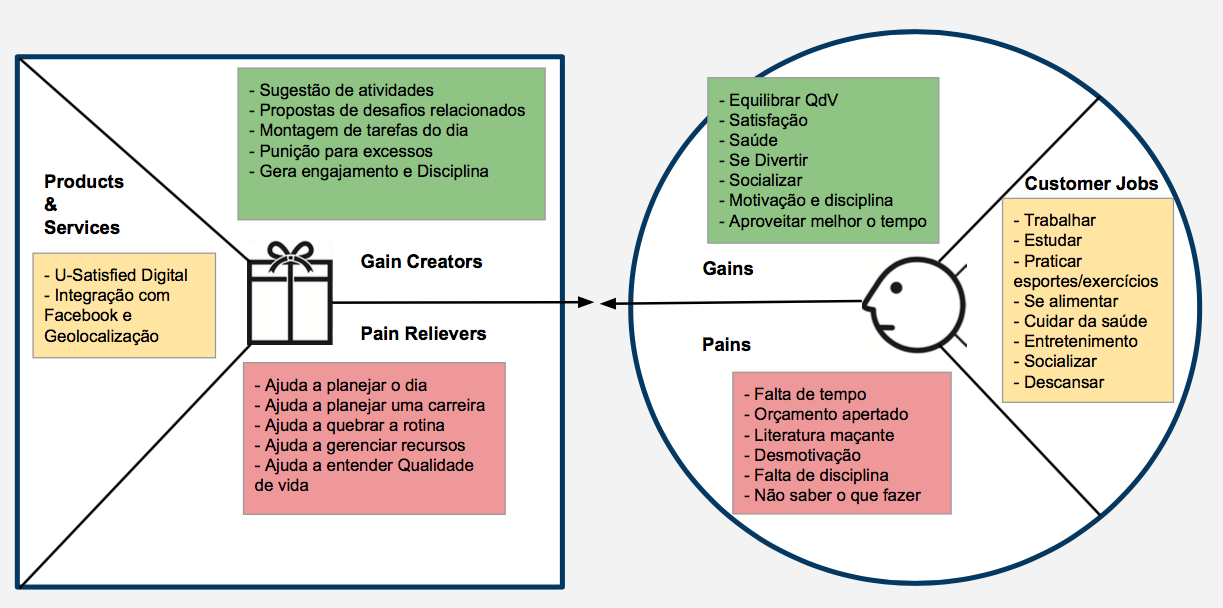 Products
&
Services
- U-Satisfied Digital
- Integração com
Facebook e
Geolocalização
- Sugestão de atividades
- Propostas de desafios relacionados
- Montagem de tarefas do dia
- Punição para excessos
- Gera engajamento e Disciplina
Gain Creators
Pain Relievers
- Ajuda a planejar o dia
- Ajuda a planejar uma carreira
- Ajuda a quebrar a rotina
- Ajuda a gerenciar recursos
- Ajuda a entender Qualidade
de vida
- Equilibrar QdV
- Satisfação
- Saúde
- Se Divertir
- Socializar
- Motivação e disciplina
- Aproveitar melhor o tempo
Gains
Pains
- Falta de tempo
- Orçamento apertado
- Literatura maçante
- Desmotivação
- Falta de disciplina
- Não saber o que fazer
Customer Jobs
- Trabalhar
- Estudar
- Praticar
esportes/exercícios
- Se alimentar
- Cuidar da saúde
- Entretenimento
- Socializar
- Descansar